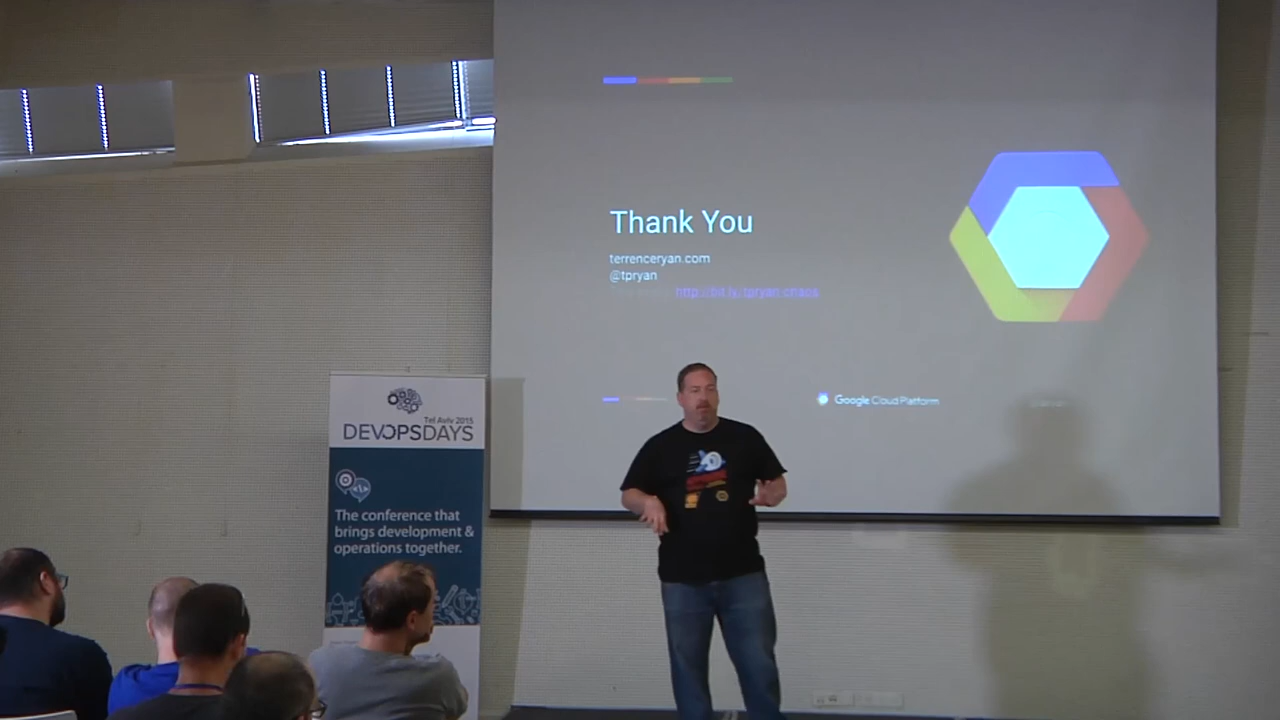 Thank You
terrenceryan.com
@tpryan
http://bit.ly/tpryan-chaos
Google Cloud Platform
Tel Aviv 2015
DEVOPSDAYS
The conference that
brings development &
operations together.